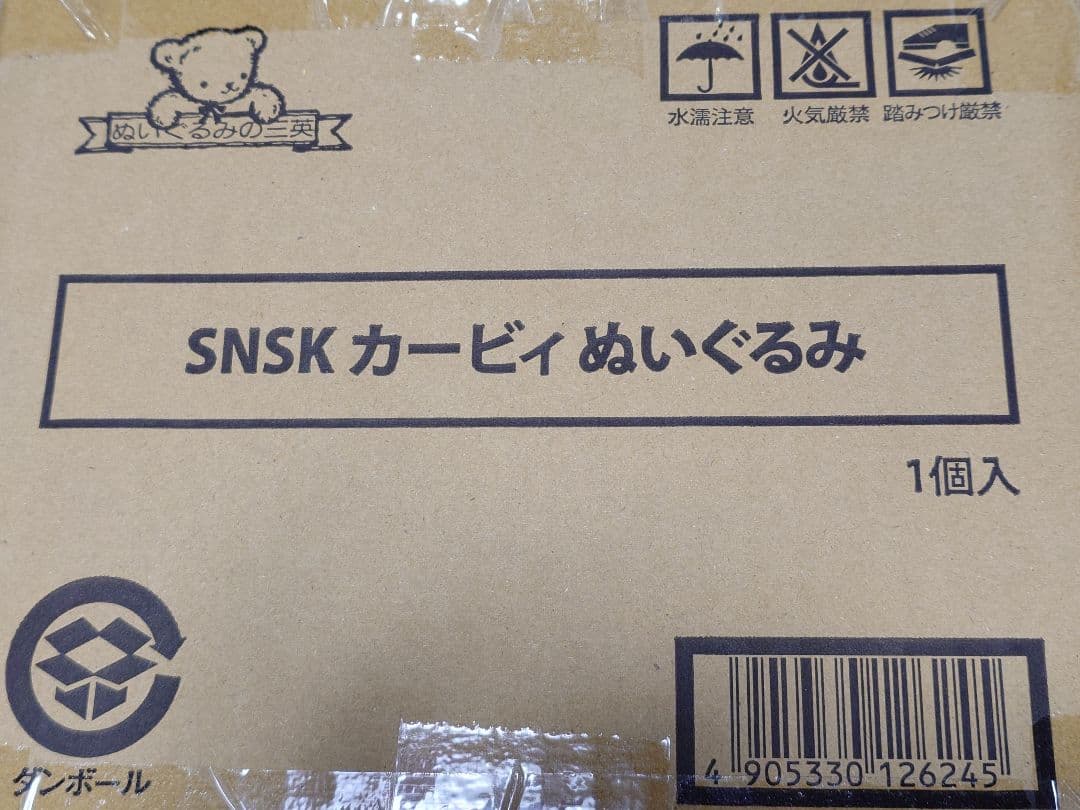 ぬいぐるみの三英
水濡注意 火気厳禁 踏みつけ厳禁
SNSK カービィ ぬいぐるみ
1個入
ダンボール
4 905330 126245